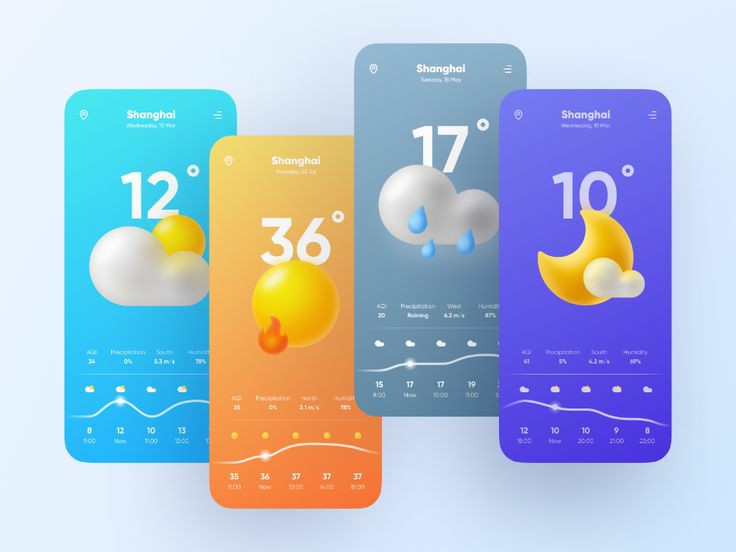 Shanghai
Wednesday, 10 Mar
12°
AQI Precipitation South Humidity
34 0% 5.3 m/s 78%
8 12 10 13 12
9:00 Now 11:00 12:00
Shanghai
Thursday, 22 Jul
36°
AQI Precipitation North Humidity
35 0% 2.1 m/s 78%
35 36 37 37 37
11:00 Now 13:00 14:00 18:00
Shanghai
Tuesday, 18 May
17°
AQI Precipitation West Humidity
20 Raining 6.2 m/s 87%
15 17 17 19
8:00 Now 10:00 11:00
Shanghai
Wednesday, 10 Mar
10°
AQI Precipitation South Humidity
41 5% 4.2 m/s 69%
12 10 10 9 8
18:00 Now 20:00 21:00 22:00